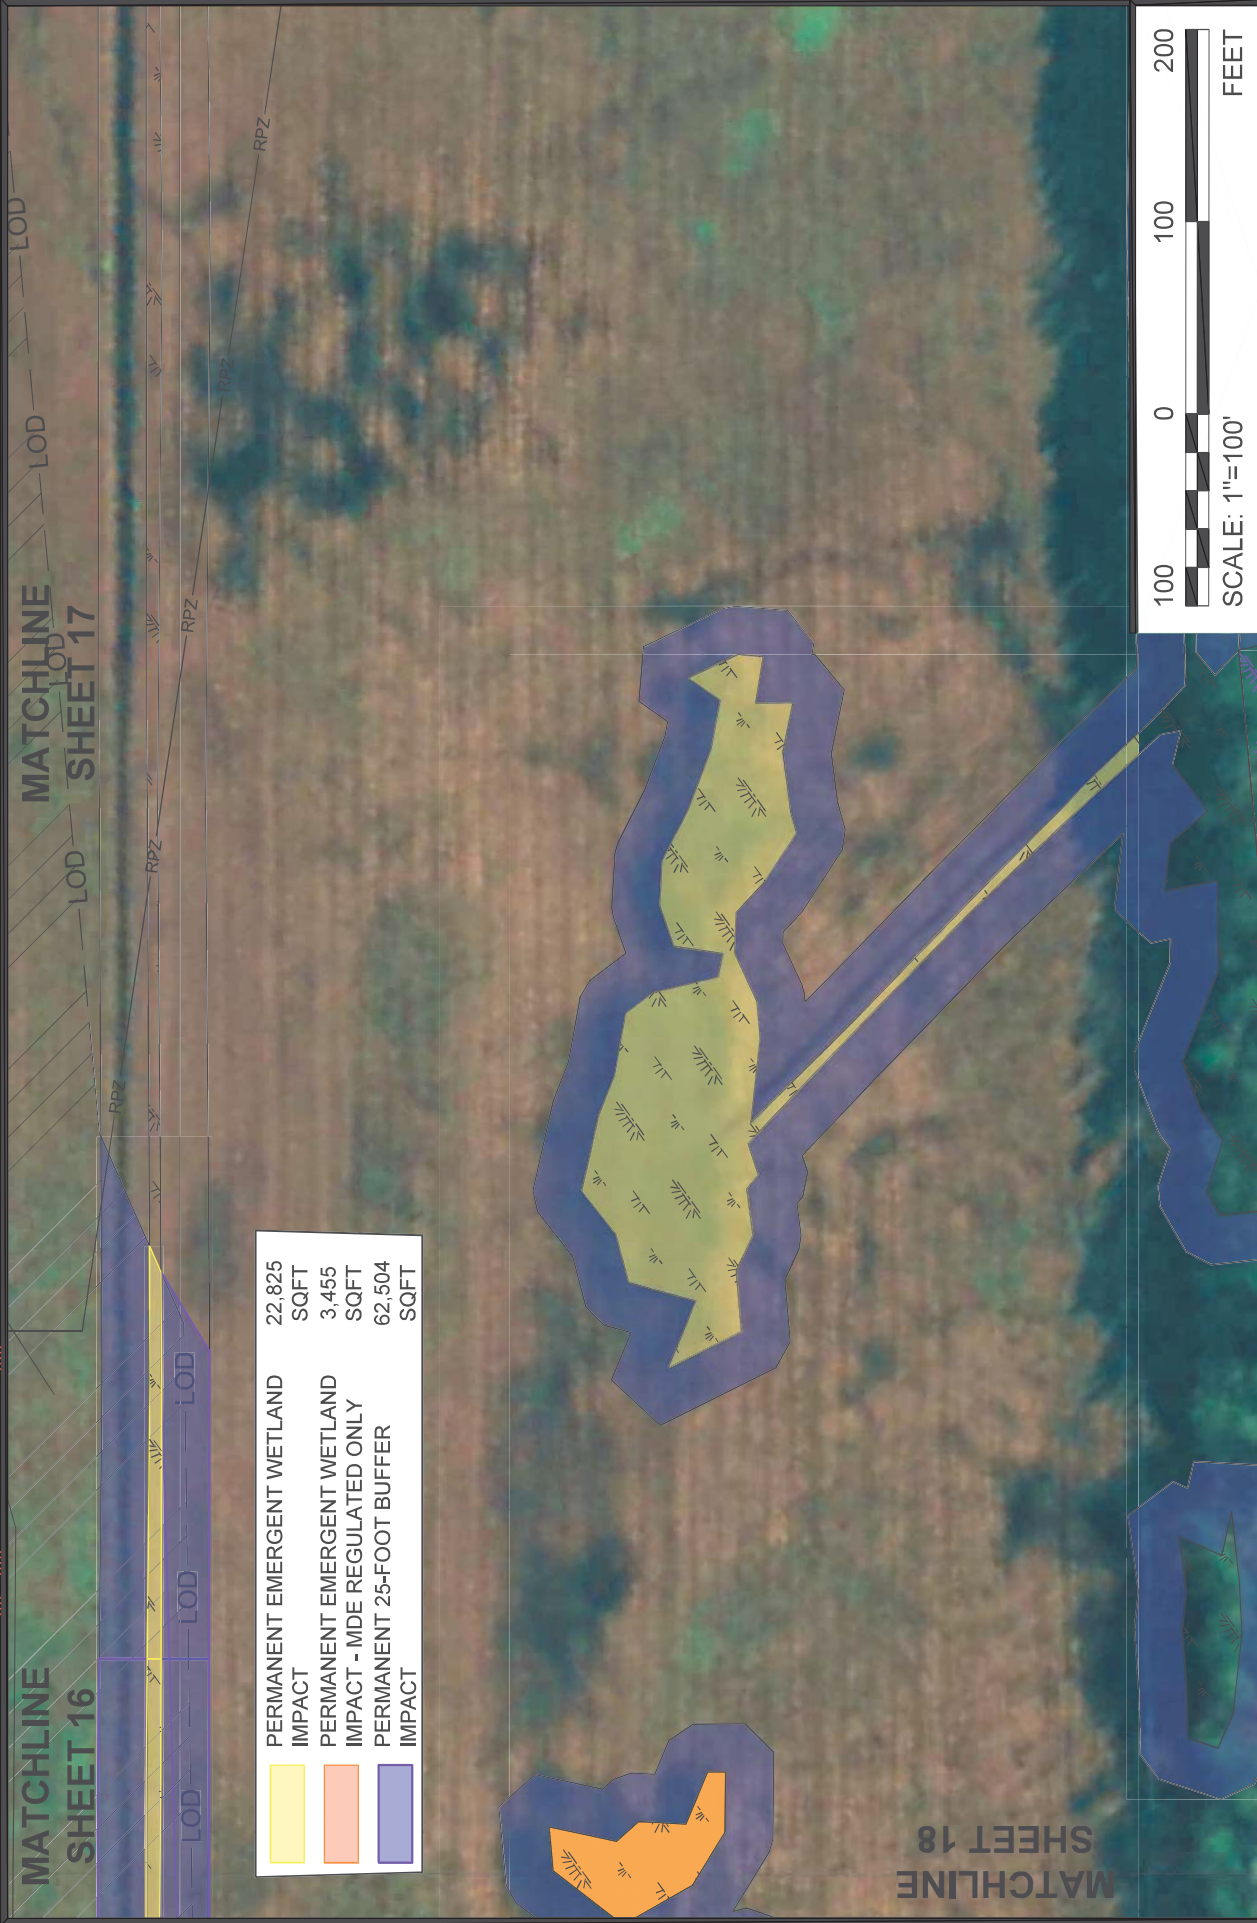 MATCHLINE
SHEET 16
MATCHLINE
SHEET 17
LOD
LOD
LOD
LOD
LOD
LOD
LOD
RPZ
RPZ
RPZ
RPZ
RPZ
PERMANENT EMERGENT WETLAND
IMPACT
22,825
SQFT
PERMANENT EMERGENT WETLAND
IMPACT - MDE REGULATED ONLY
3,455
SQFT
PERMANENT 25-FOOT BUFFER
IMPACT
62,504
SQFT
MATCHLINE
SHEET 18
100 0 100 200
SCALE: 1"=100' FEET